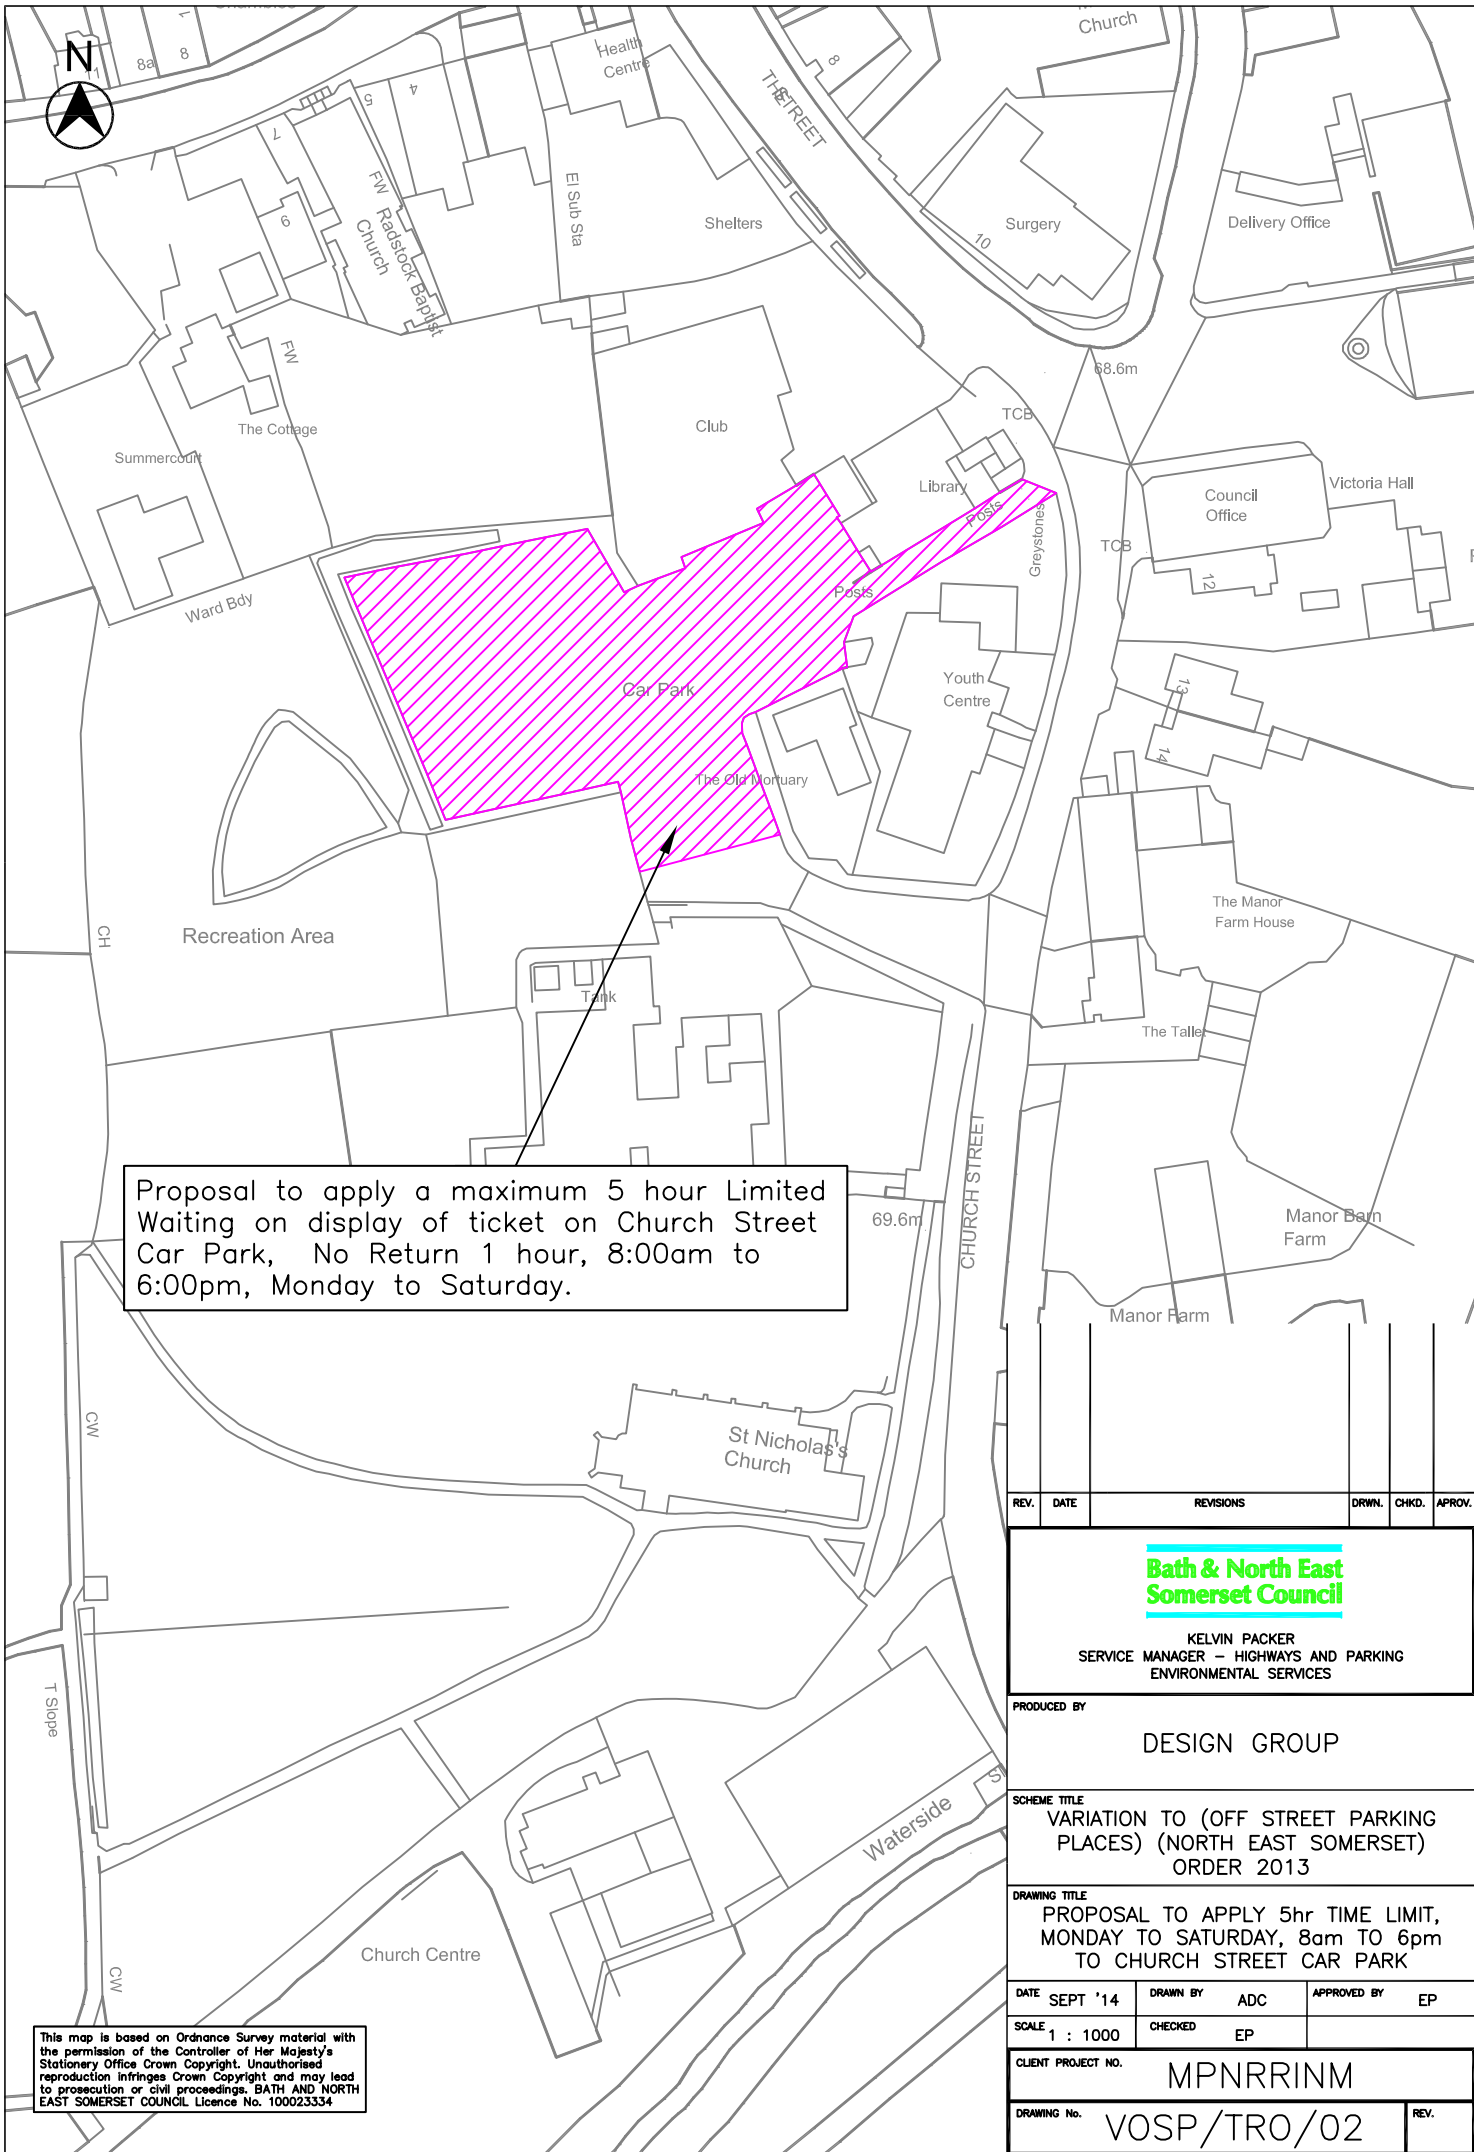 N
11
8a
8
1
Health
Centre
THE STREET
8
Church
7
5
4
9
FW
Radstock Baptist
Church
El Sub Sta
Shelters
10
Surgery
Delivery Office
FW
The Cottage
Summercourt
Club
68.6m
TCB
Library
Posts
Greystones
Council
Office
Victoria Hall
TCB
12
Ward Bdy
Posts
Car Park
Youth
Centre
13
14
The Old Mortuary
CH
Recreation Area
The Manor
Farm House
Tank
The Tallet
CHURCH STREET
Proposal to apply a maximum 5 hour Limited
Waiting on display of ticket on Church Street
Car Park, No Return 1 hour, 8:00am to
6:00pm, Monday to Saturday.
69.6m
Manor Barn
Farm
Manor Farm
CW
St Nicholas's
Church
T Slope
Waterside
CW
Church Centre
REV. DATE REVISIONS DRWN. CHKD. APROV.
Bath & North East
Somerset Council
KELVIN PACKER
SERVICE MANAGER – HIGHWAYS AND PARKING
ENVIRONMENTAL SERVICES
PRODUCED BY
DESIGN GROUP
SCHEME TITLE
VARIATION TO (OFF STREET PARKING
PLACES) (NORTH EAST SOMERSET)
ORDER 2013
DRAWING TITLE
PROPOSAL TO APPLY 5hr TIME LIMIT,
MONDAY TO SATURDAY, 8am TO 6pm
TO CHURCH STREET CAR PARK
DATE SEPT '14 DRAWN BY ADC APPROVED BY EP
SCALE 1 : 1000 CHECKED EP
CLIENT PROJECT NO. MPNRRINM
DRAWING No. VOSP/TRO/02 REV.
This map is based on Ordnance Survey material with
the permission of the Controller of Her Majesty's
Stationery Office Crown Copyright. Unauthorised
reproduction infringes Crown Copyright and may lead
to prosecution or civil proceedings. BATH AND NORTH
EAST SOMERSET COUNCIL Licence No. 100023334